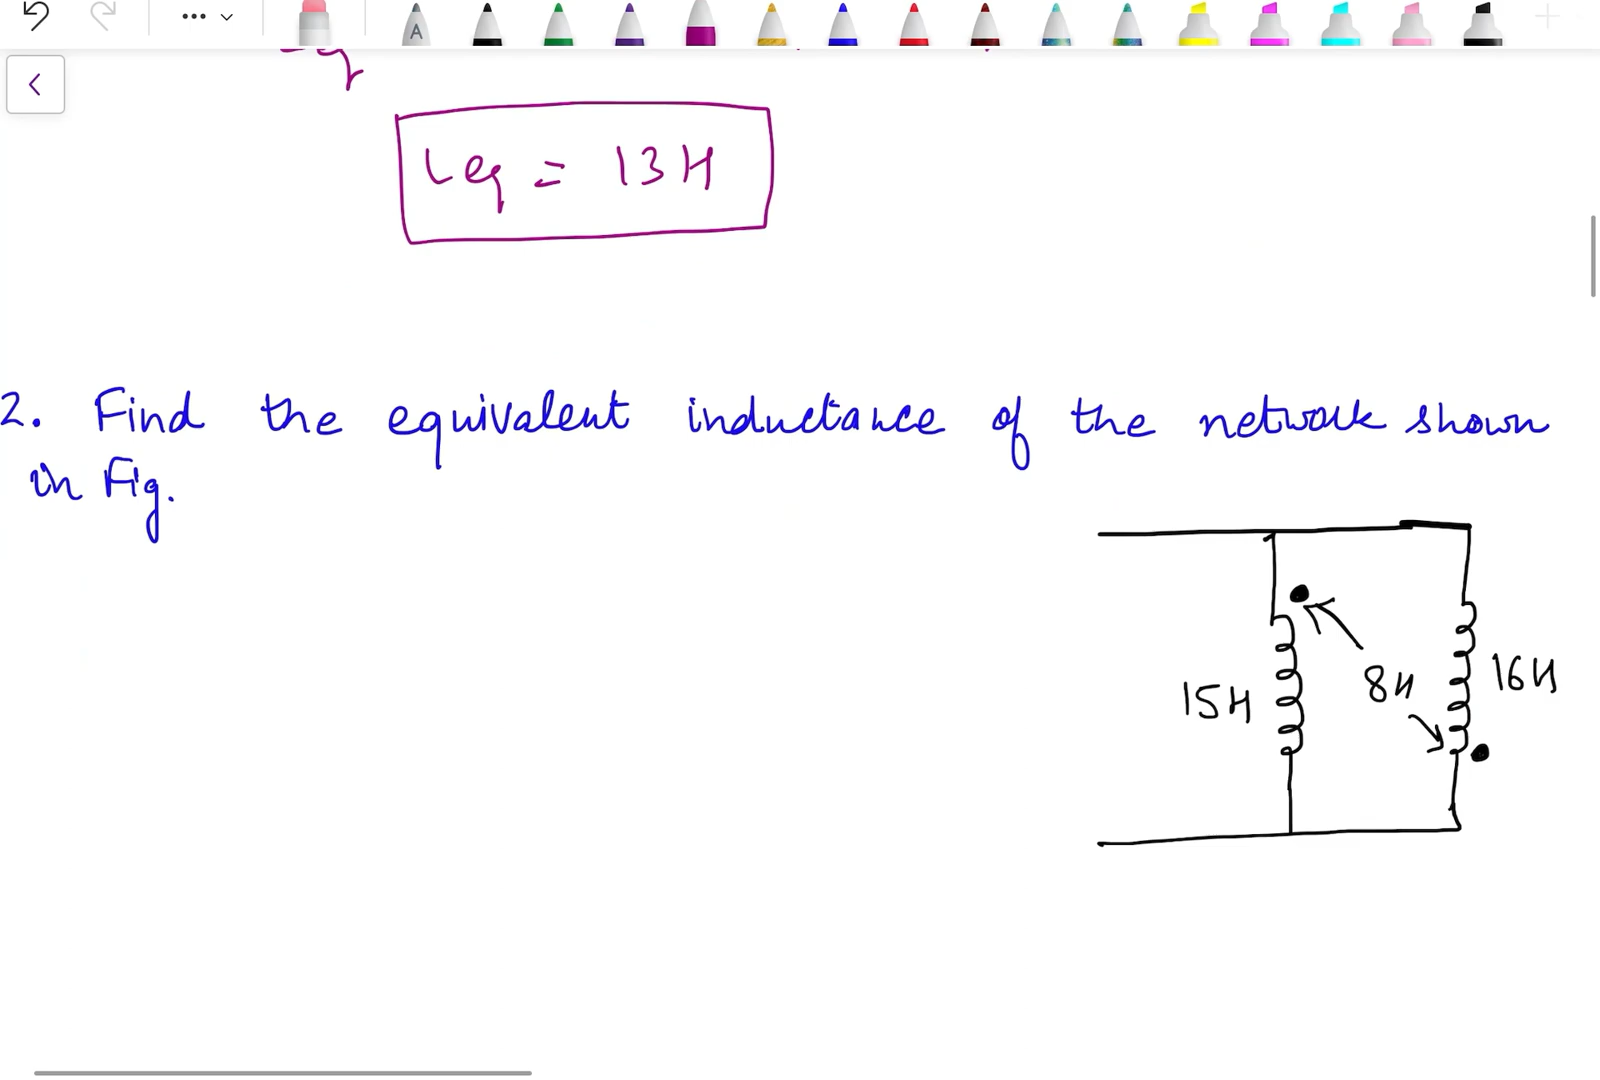 A
Leq = 13H
2. Find the equivalent inductance of the network shown
in Fig.
15H
8H
16H